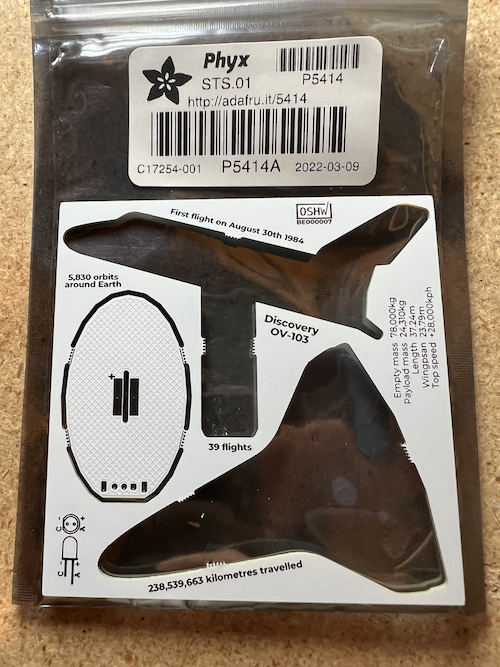 Phyx
STS.01
P5414
http://adafru.it/5414
C17254-001
P5414A
2022-03-09
First flight on August 30th 1984
OSHW
BE000007
5,830 orbits
around Earth
Discovery
OV-103
Empty mass 78,000kg
Payload mass 24,310kg
Length 37.24m
Wingpsan 23.79m
Top speed +28,000kph
39 flights
C - + A
C - + A
238,539,663 kilometres travelled